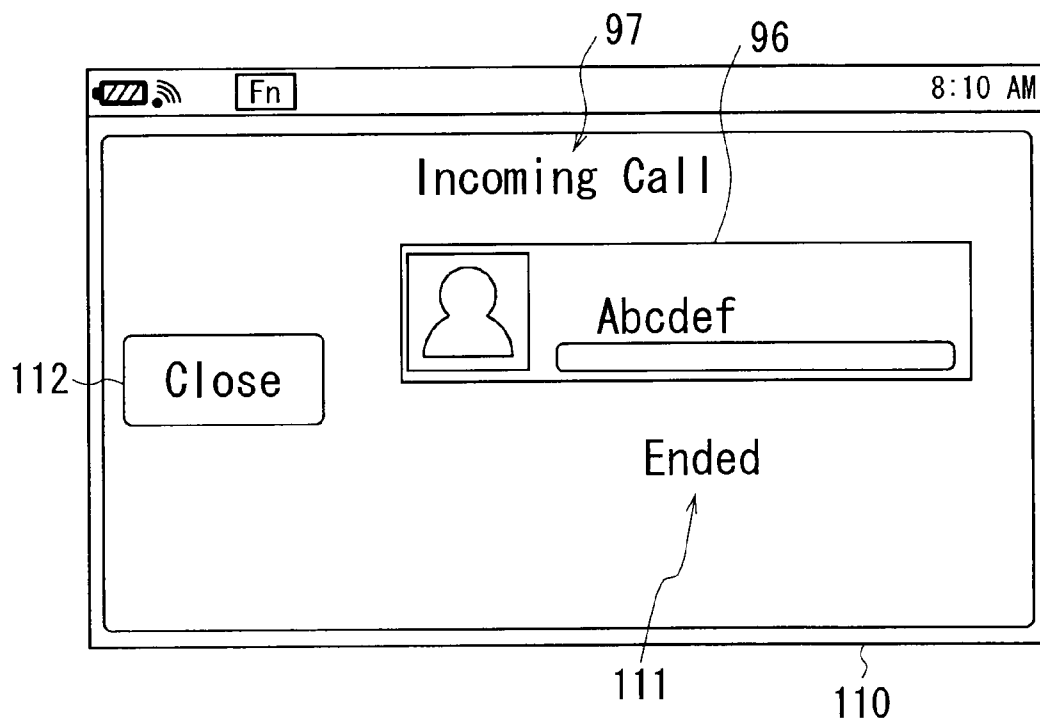 97 96
Fn 8:10 AM
Incoming Call
Abcdef
112 Close
Ended
111 110